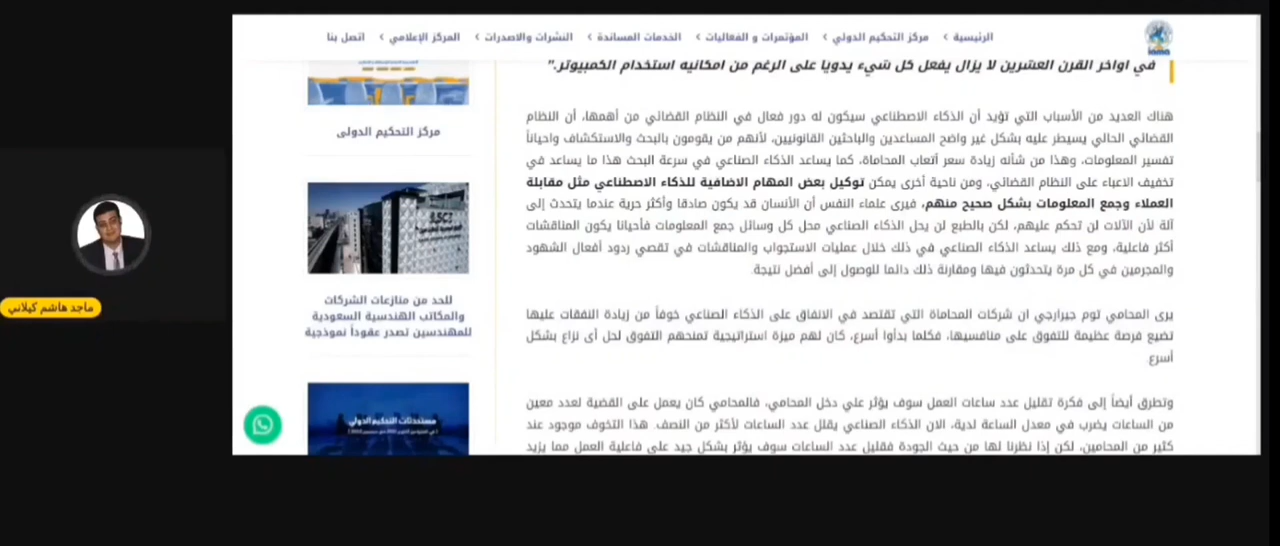 الرئيسية
مركز التحكيم الدولي
المؤتمرات و الفعاليات
الخدمات المساندة
النشرات والاصدرات
المركز الإعلامي
اتصل بنا
في أواخر القرن العشرين لا يزال يفعل كل شيء يدويا على الرغم من امكانيه استخدام الكمبيوتر."
هناك العديد من الأسباب التي تؤيد أن الذكاء الاصطناعي سيكون له دور فعال في النظام القضائي من أهمها، أن النظام
القضائي الحالي يسيطر عليه بشكل غير واضح المساعدين والباحثين القانونيين، لأنهم من يقومون بالبحث والاستكشاف واحياناً
تفسير المعلومات، وهذا من شأنه زيادة سعر أتعاب المحاماة، كما يساعد الذكاء الصناعي في سرعة البحث هذا ما يساعد في
تخفيف الاعباء على النظام القضائي، ومن ناحية أخرى يمكن توكيل بعض المهام الاضافية للذكاء الاصطناعي مثل مقابلة
العملاء وجمع المعلومات بشكل صحيح منهم، فيرى علماء النفس أن الأنسان قد يكون صادقا وأكثر حرية عندما يتحدث إلى
آلة لأن الآلات لن تحكم عليهم، لكن بالطبع لن يحل الذكاء الصناعي محل كل وسائل جمع المعلومات فأحيانا يكون المناقشات
أكثر فاعلية، ومع ذلك يساعد الذكاء الصناعي في ذلك خلال عمليات الاستجواب والمناقشات في تقصي ردود أفعال الشهود
والمجرمين في كل مرة يتحدثون فيها ومقارنة ذلك دائما للوصول إلى أفضل نتيجة.
يرى المحامي توم جيرارجي ان شركات المحاماة التي تقتصد في الانفاق على الذكاء الصناعي خوفاً من زيادة النفقات عليها
تضيع فرصة عظيمة للتفوق على منافسيها، فكلما بدأوا أسرع، كان لهم ميزة استراتيجية تمنحهم التفوق لحل أى نزاع بشكل
أسرع.
وتطرق أيضاً إلى فكرة تقليل عدد ساعات العمل سوف يؤثر علي دخل المحامي، فالمحامي كان يعمل على القضية لعدد معين
من الساعات يضرب في معدل الساعة لدية، الان الذكاء الصناعي يقلل عدد الساعات لأكثر من النصف. هذا التخوف موجود عند
كثير من المحامين، لكن إذا نظرنا لها من حيث الجودة فقليل عدد الساعات سوف يؤثر بشكل جيد على فاعلية العمل مما يزيد
مركز التحكيم الدولى
للحد من منازعات الشركات
والمكاتب الهندسية السعودية
للمهندسين تصدر عقوداً نموذجية
مستجدات التحكيم الدولي
ماجد هاشم كيلاني